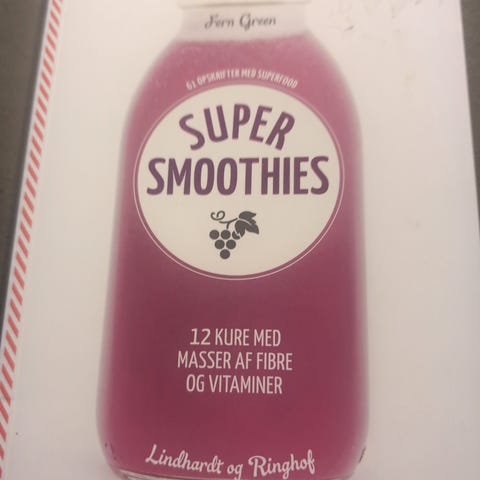 Fern Green
61 OPSKRIFTER MED SUPERFOOD
SUPER
SMOOTHIES
12 KURE MED
MASSER AF FIBRE
OG VITAMINER
Lindhardt og Ringhof